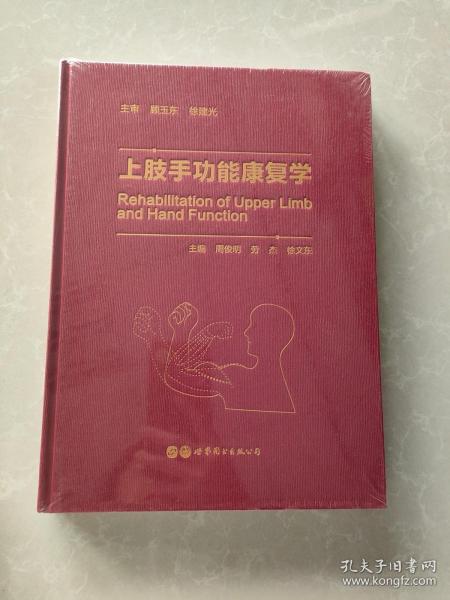 主审 顾玉东 徐建光
上肢手功能康复学
Rehabilitation of Upper Limb
and Hand Function
主编 周俊明 劳 杰 徐文东
世界图书出版公司
孔夫子旧书网
www.kongfz.com